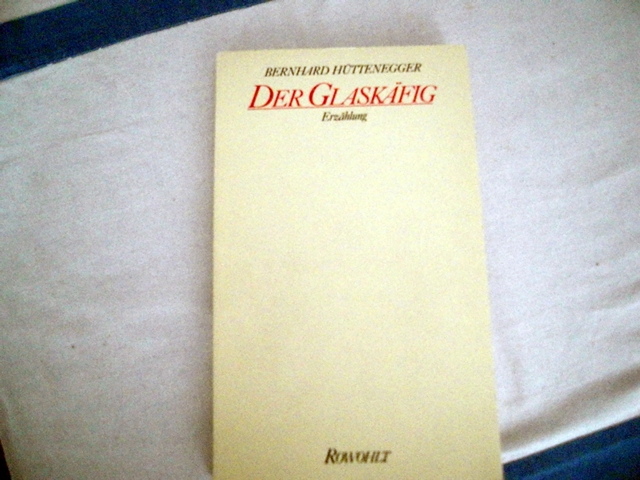 BERNHARD HÜTTENEGGER
DER GLASKÄFIG
Erzählung
ROWOHLT